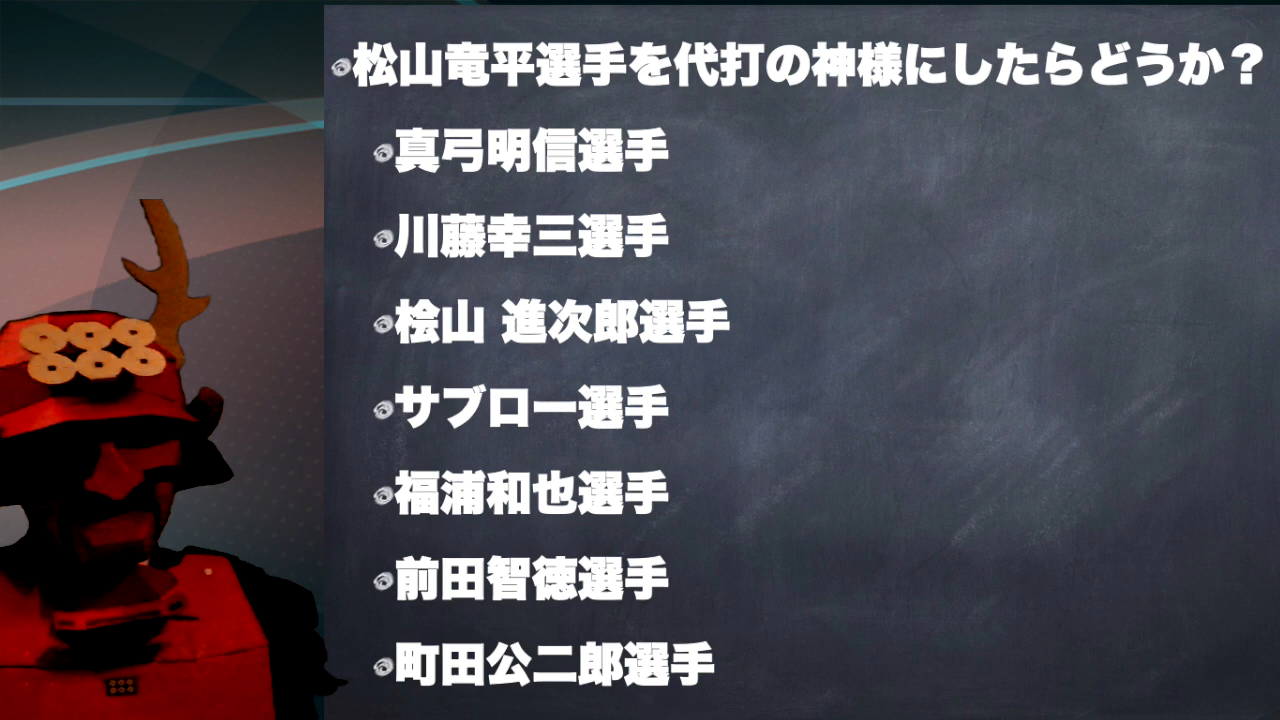 松山竜平選手を代打の神様にしたらどうか？
真弓明信選手
川藤幸三選手
桧山 進次郎選手
サブロー選手
福浦和也選手
前田智徳選手
町田公二郎選手